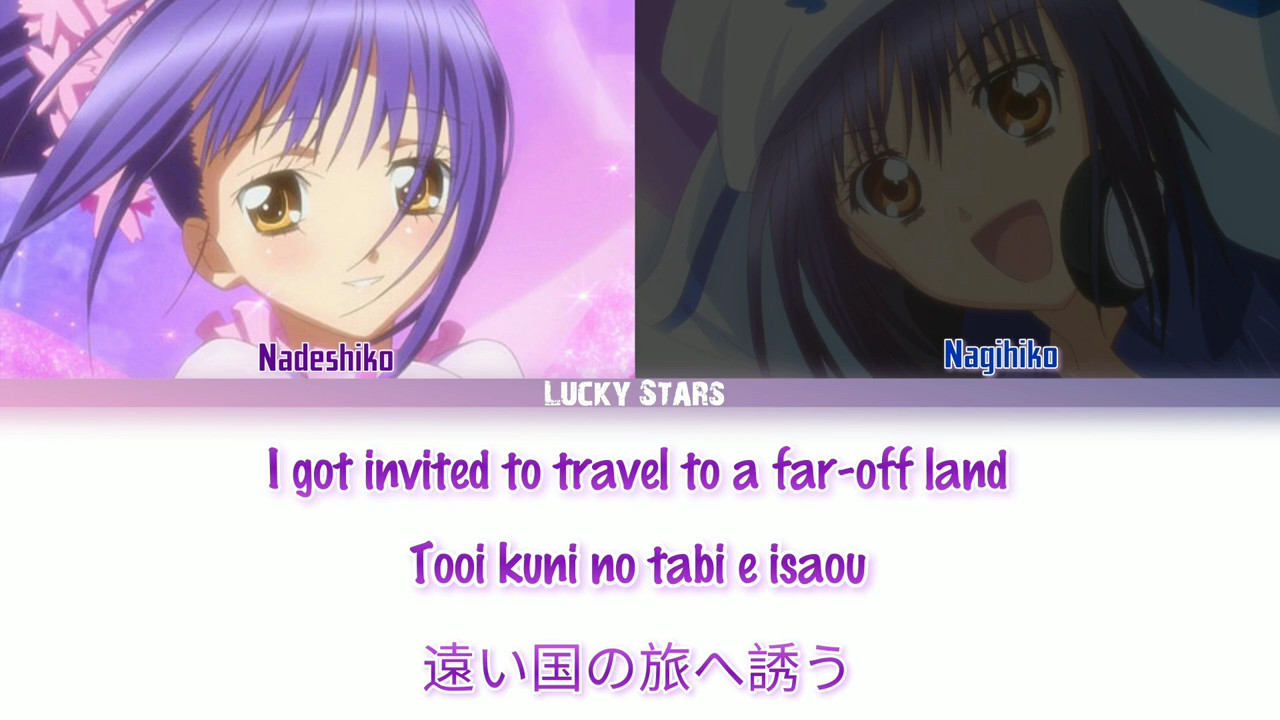 Nadeshiko
Nagihiko
Lucky Stars
I got invited to travel to a far-off land
Tooi kuni no tabi e isaou
遠い国の旅へ誘う